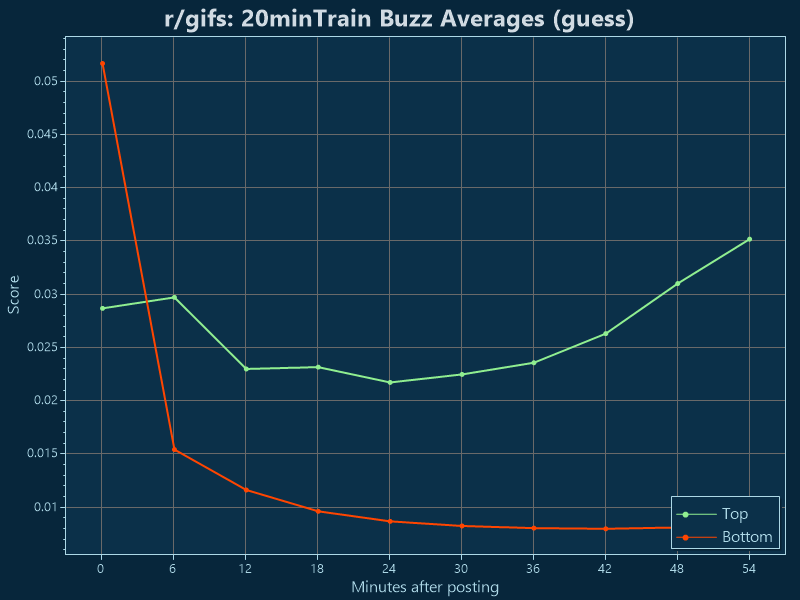 r/gifs: 20minTrain Buzz Averages (guess)
Score
0.05
0.045
0.04
0.035
0.03
0.025
0.02
0.015
0.01
Top
Bottom
0 6 12 18 24 30 36 42 48 54
Minutes after posting